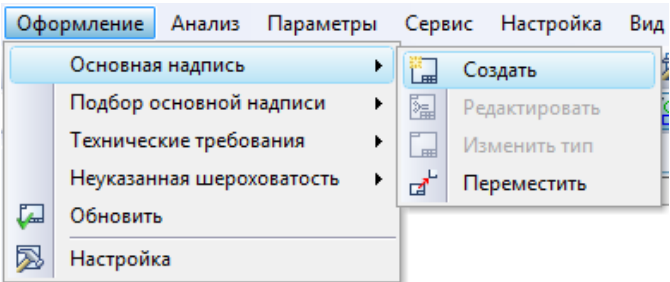 Оформление Анализ Параметры Сервис Настройка Вид
Основная надпись
Подбор основной надписи
Технические требования
Неуказанная шероховатость
Обновить
Настройка
Создать
Редактировать
Изменить тип
Переместить